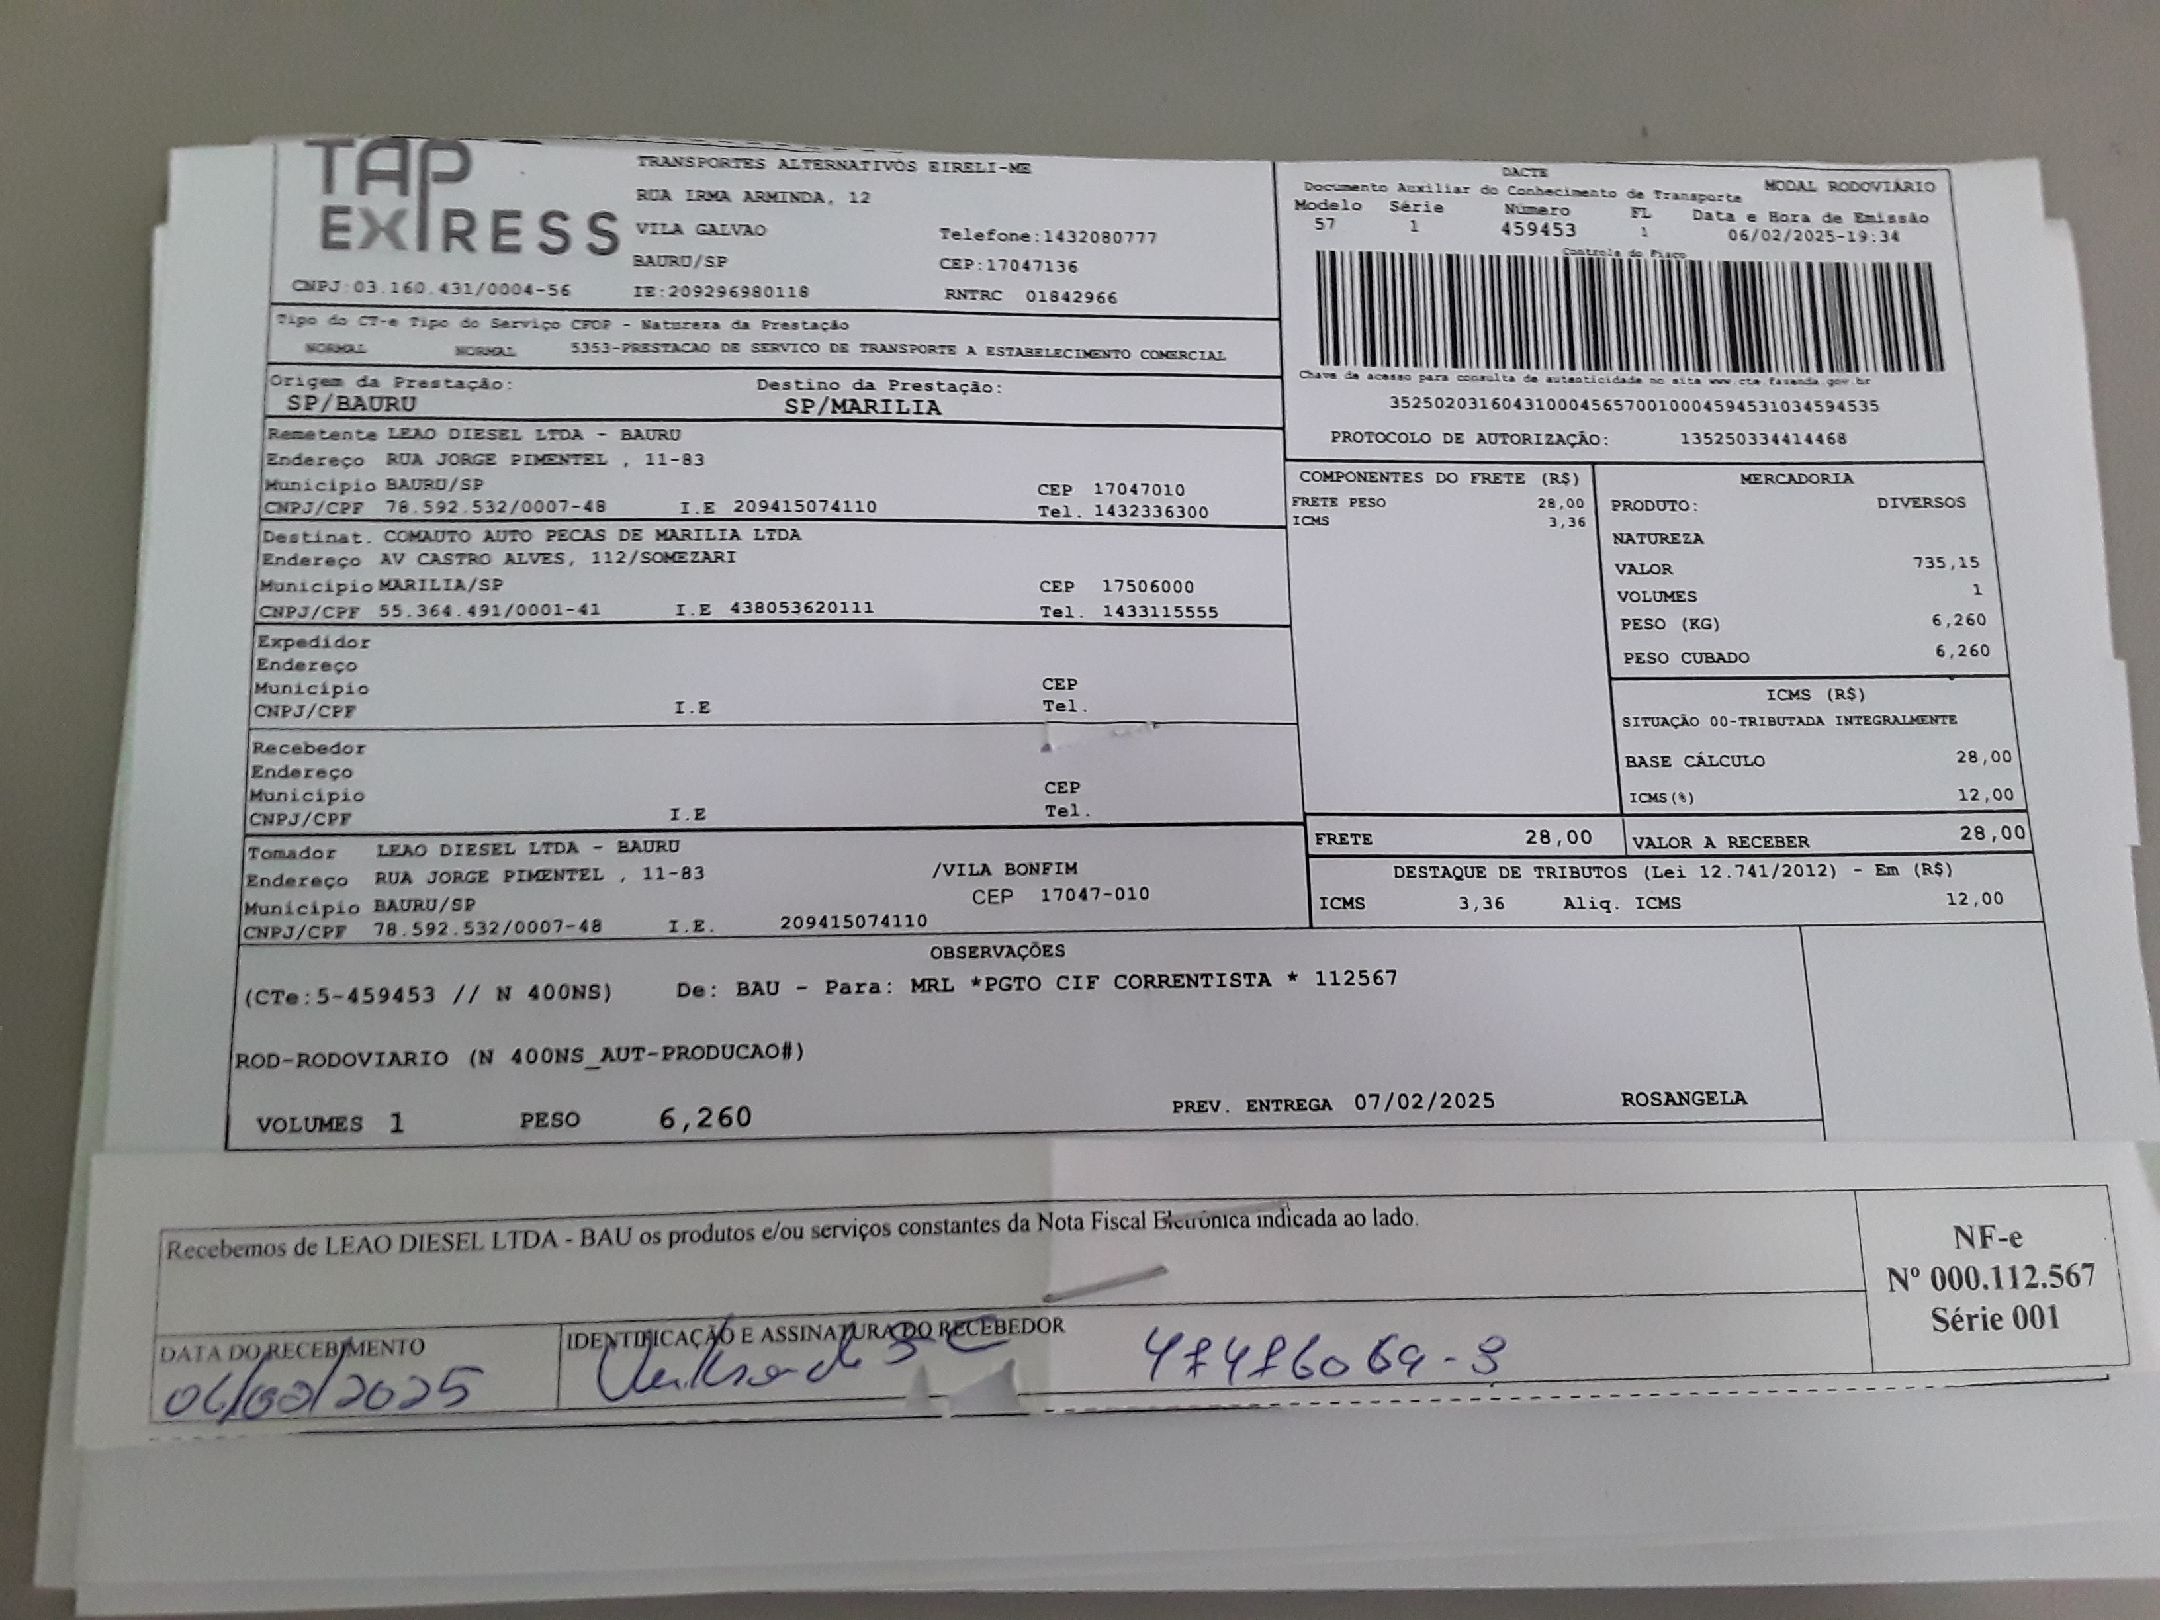 TAP EXPRESS
TRANSPORTES ALTERNATIVOS EIRELI-ME
RUA IRMA ARMINDA, 12
VILA GALVAO Telefone:1432080777
BAURU/SP CEP:17047136
CNPJ:03.160.431/0004-56 IE:209296980118 RNTRC 01842966
DACTE
Documento Auxiliar do Conhecimento de Transporte MODAL RODOVIÁRIO
Modelo Série Número FL Data e Hora de Emissão
57 1 459453 1 06/02/2025-19:34
Controle do Fisco
Chave de acesso para consulta de autenticidade no site www.cte.fazenda.gov.br
35250203160431000456570010004594531034594535
PROTOCOLO DE AUTORIZAÇÃO: 135250334414468
Tipo do CT-e Tipo do Serviço CFOP - Natureza da Prestação
NORMAL NORMAL 5353-PRESTACAO DE SERVICO DE TRANSPORTE A ESTABELECIMENTO COMERCIAL
Origem da Prestação: Destino da Prestação:
SP/BAURU SP/MARILIA
Remetente LEAO DIESEL LTDA - BAURU
Endereço RUA JORGE PIMENTEL , 11-83
Município BAURU/SP CEP 17047010
CNPJ/CPF 78.592.532/0007-48 I.E 209415074110 Tel. 1432336300
Destinat. COMAUTO AUTO PECAS DE MARILIA LTDA
Endereço AV CASTRO ALVES, 112/SOMEZARI
Município MARILIA/SP CEP 17506000
CNPJ/CPF 55.364.491/0001-41 I.E 438053620111 Tel. 1433115555
Expedidor
Endereço
Município CEP
CNPJ/CPF I.E Tel.
Recebedor
Endereço
Município CEP
CNPJ/CPF I.E Tel.
Tomador LEAO DIESEL LTDA - BAURU
Endereço RUA JORGE PIMENTEL , 11-83 /VILA BONFIM
Município BAURU/SP CEP 17047-010
CNPJ/CPF 78.592.532/0007-48 I.E. 209415074110
COMPONENTES DO FRETE (R$)
FRETE PESO 28,00
ICMS 3,36
MERCADORIA
PRODUTO: DIVERSOS
NATUREZA
VALOR 735,15
VOLUMES 1
PESO (KG) 6,260
PESO CUBADO 6,260
ICMS (R$)
SITUAÇÃO 00-TRIBUTADA INTEGRALMENTE
BASE CÁLCULO 28,00
ICMS(%) 12,00
FRETE 28,00 VALOR A RECEBER 28,00
DESTAQUE DE TRIBUTOS (Lei 12.741/2012) - Em (R$)
ICMS 3,36 Aliq. ICMS 12,00
OBSERVAÇÕES
(CTe:5-459453 // N 400NS) De: BAU - Para: MRL *PGTO CIF CORRENTISTA * 112567
ROD-RODOVIARIO (N 400NS_AUT-PRODUCAO#)
VOLUMES 1 PESO 6,260 PREV. ENTREGA 07/02/2025 ROSANGELA
Recebemos de LEAO DIESEL LTDA - BAU os produtos e/ou serviços constantes da Nota Fiscal Eletrônica indicada ao lado.
NF-e
Nº 000.112.567
Série 001
DATA DO RECEBIMENTO IDENTIFICAÇÃO E ASSINATURA DO RECEBEDOR